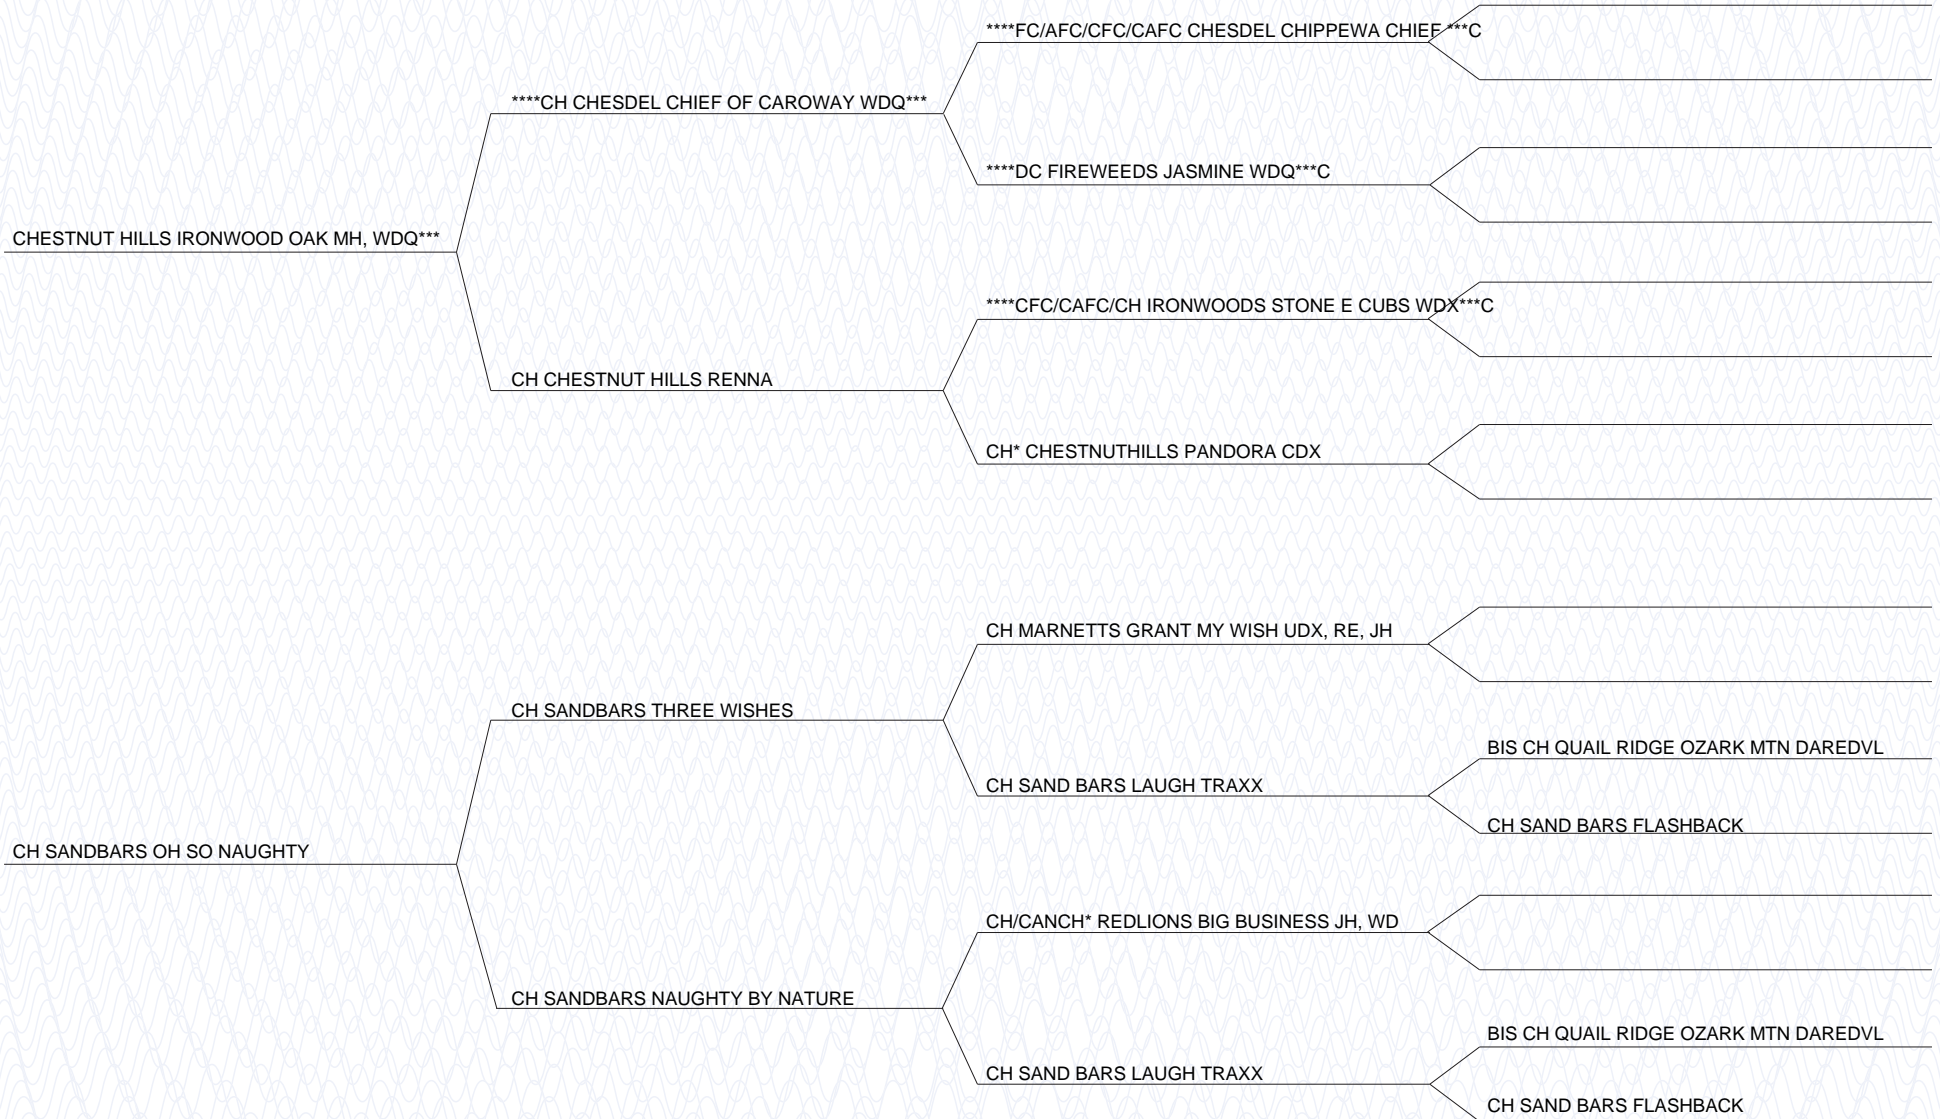 ****FC/AFC/CFC/CAFC CHESDEL CHIPPEWA CHIEF ***C
****CH CHESDEL CHIEF OF CAROWAY WDQ***
****DC FIREWEEDS JASMINE WDQ***C
CHESTNUT HILLS IRONWOOD OAK MH, WDQ***
****CFC/CAFC/CH IRONWOODS STONE E CUBS WDX***C
CH CHESTNUT HILLS RENNA
CH* CHESTNUTHILLS PANDORA CDX
CH MARNETTS GRANT MY WISH UDX, RE, JH
CH SANDBARS THREE WISHES
BIS CH QUAIL RIDGE OZARK MTN DAREDVL
CH SAND BARS LAUGH TRAXX
CH SAND BARS FLASHBACK
CH SANDBARS OH SO NAUGHTY
CH/CANCH* REDLIONS BIG BUSINESS JH, WD
CH SANDBARS NAUGHTY BY NATURE
BIS CH QUAIL RIDGE OZARK MTN DAREDVL
CH SAND BARS LAUGH TRAXX
CH SAND BARS FLASHBACK